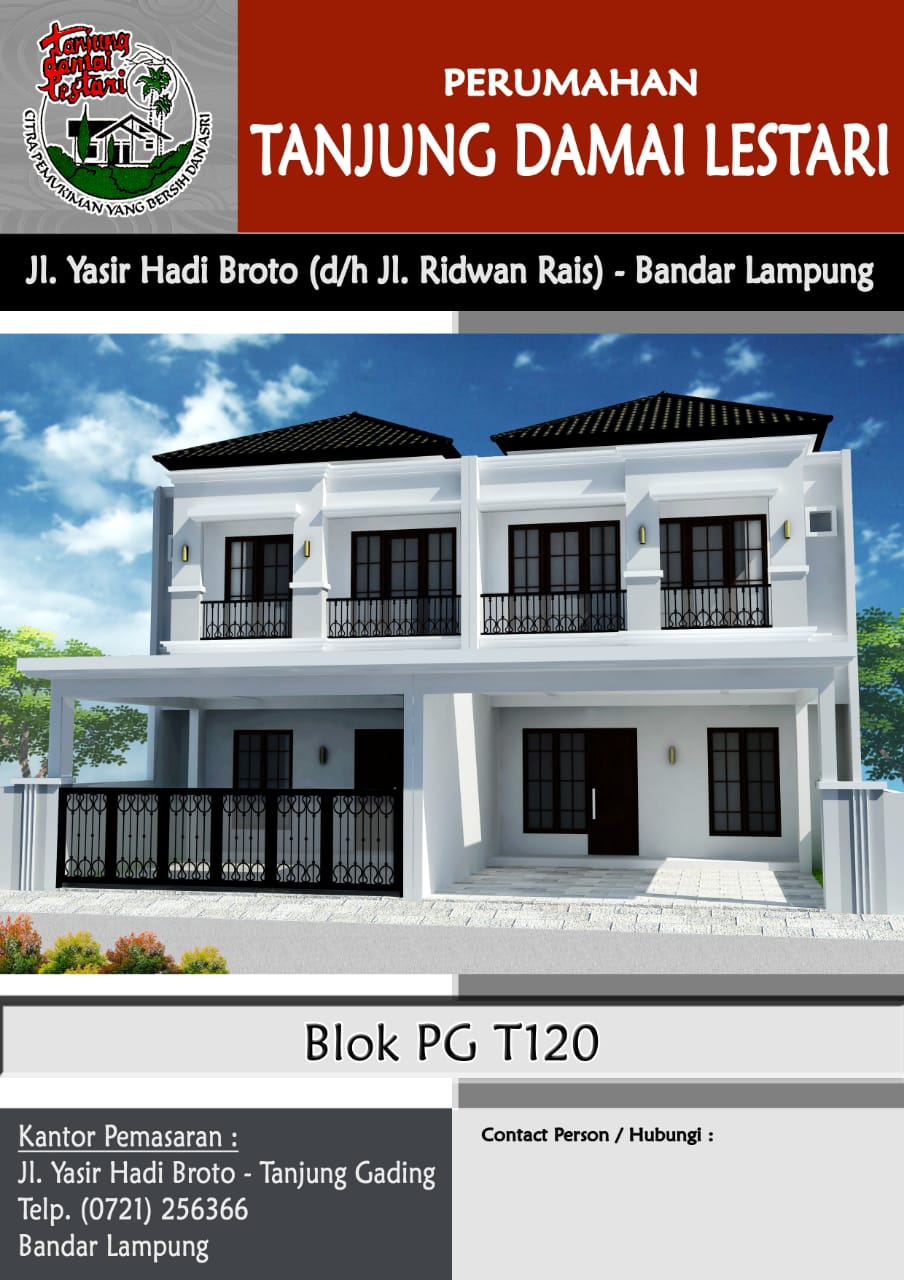 tanjung
damai
lestari
CITRA PEMUKIMAN YANG BERSIH DAN ASRI
PERUMAHAN
TANJUNG DAMAI LESTARI
Jl. Yasir Hadi Broto (d/h Jl. Ridwan Rais) - Bandar Lampung
Blok PG T120
Kantor Pemasaran :
Jl. Yasir Hadi Broto - Tanjung Gading
Telp. (0721) 256366
Bandar Lampung
Contact Person / Hubungi :